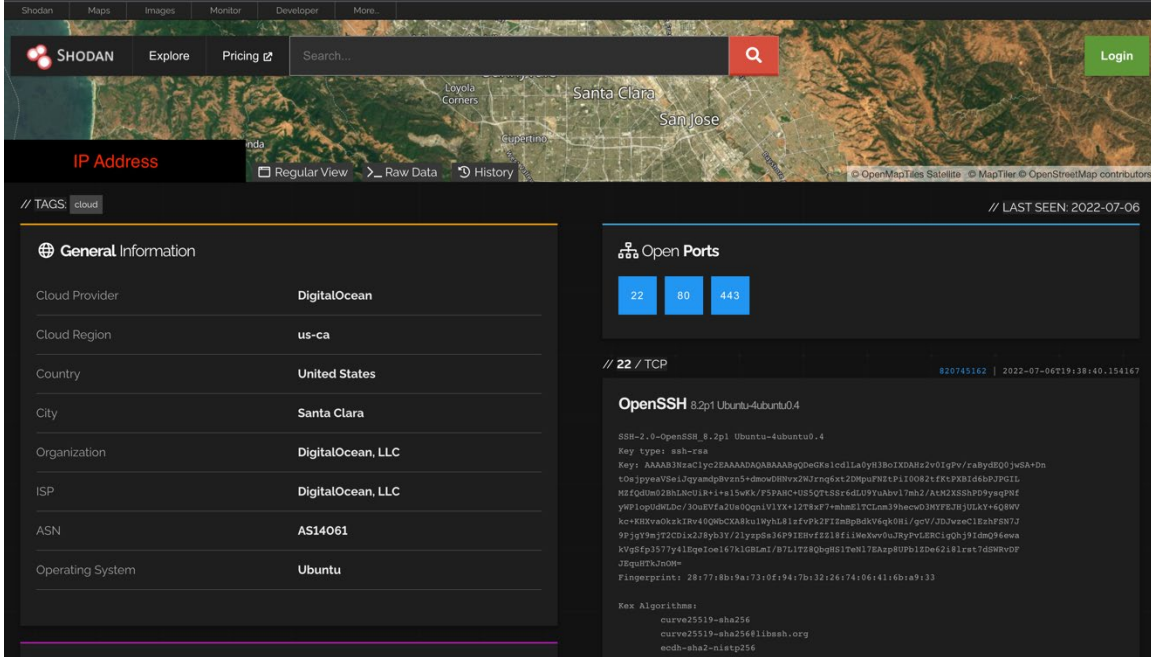 Shodan Maps Images Monitor Developer More...
SHODAN Explore Pricing Search... Login
Loyola
Corners
Santa Clara
San Jose
Cupertino
IP Address
Regular View >_ Raw Data History
© OpenMapTiles Satellite © MapTiler © OpenStreetMap contributors
// TAGS: cloud
// LAST SEEN: 2022-07-06
General Information
Cloud Provider DigitalOcean
Cloud Region us-ca
Country United States
City Santa Clara
Organization DigitalOcean, LLC
ISP DigitalOcean, LLC
ASN AS14061
Operating System Ubuntu
Open Ports
22 80 443
// 22 / TCP
820745162 | 2022-07-06T19:38:40.154167
OpenSSH 8.2p1 Ubuntu-4ubuntu0.4
SSH-2.0-OpenSSH_8.2p1 Ubuntu-4ubuntu0.4
Key type: ssh-rsa
Key:
Fingerprint: 28:77:8b:9a:73:0f:94:7b:32:26:74:06:41:6b:a9:33
Kex Algorithms:
curve25519-sha256
curve25519-sha256@libssh.org
ecdh-sha2-nistp256